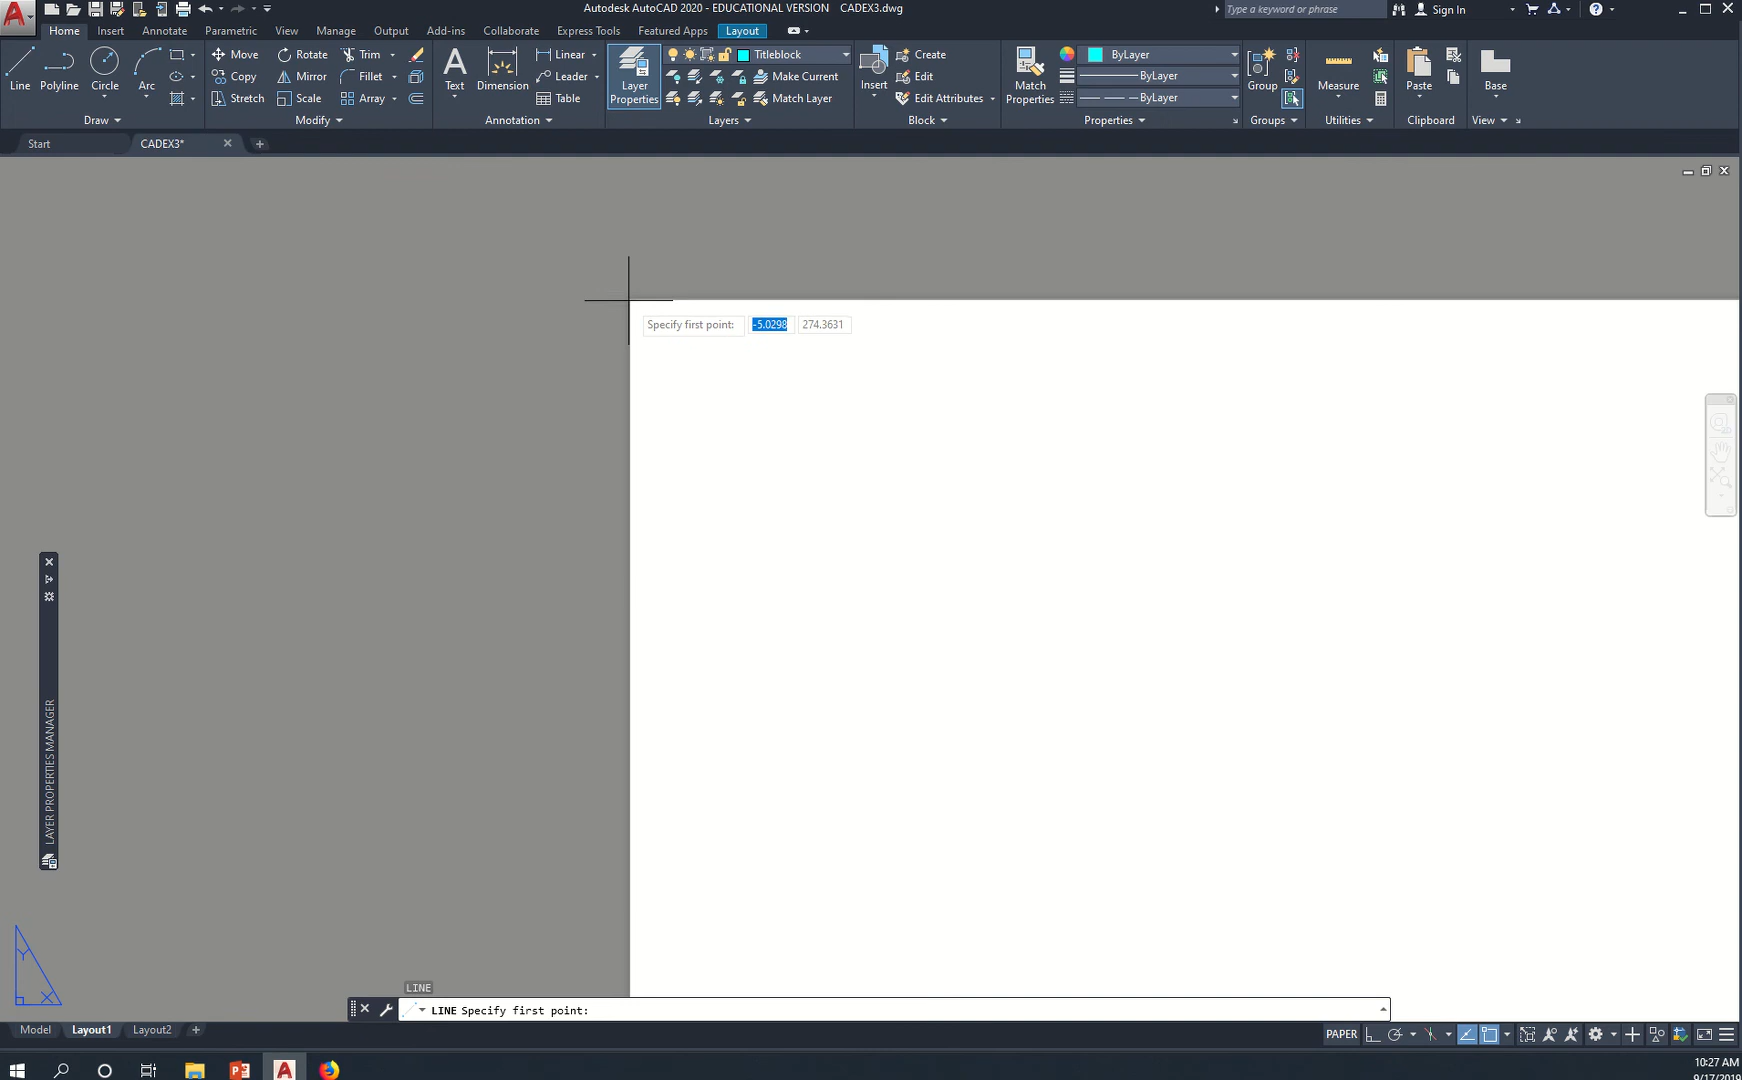 Autodesk AutoCAD 2020 - EDUCATIONAL VERSION CADEX3.dwg
Type a keyword or phrase
Sign In
Home Insert Annotate Parametric View Manage Output Add-ins Collaborate Express Tools Featured Apps Layout
Line Polyline Circle Arc
Move Rotate Trim
Copy Mirror Fillet
Stretch Scale Array
Text Dimension
Linear
Leader
Table
Layer Properties
Titleblock
Make Current
Match Layer
Insert
Create
Edit
Edit Attributes
Match Properties
ByLayer
ByLayer
ByLayer
Group
Measure
Paste
Base
Draw Modify Annotation Layers Block Properties Groups Utilities Clipboard View
Start CADEX3*
Specify first point: -5.0298 274.3631
LAYER PROPERTIES MANAGER
Y
X
LINE
LINE Specify first point:
Model Layout1 Layout2
PAPER
10:27 AM
9/17/2019